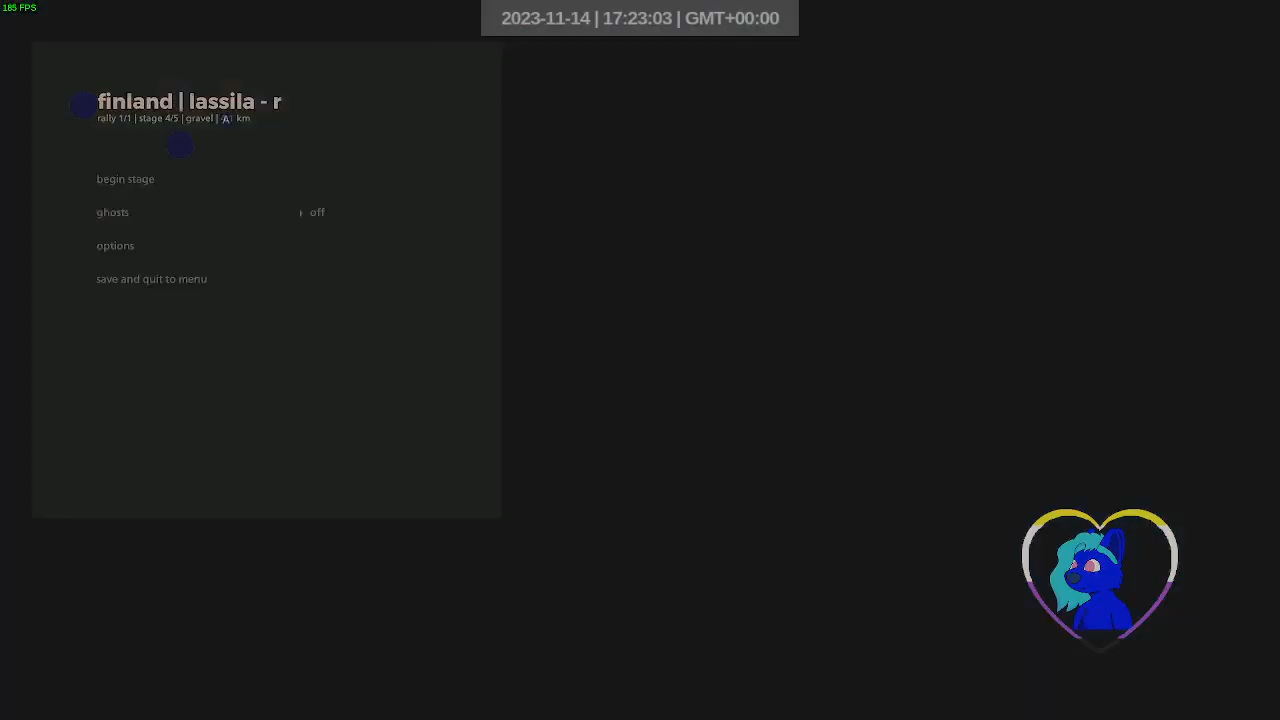 185 FPS
2023-11-14 | 17:23:03 | GMT+00:00
finland | lassila - r
rally 1/1 | stage 4/5 | gravel | km
A
begin stage
ghosts off
options
save and quit to menu